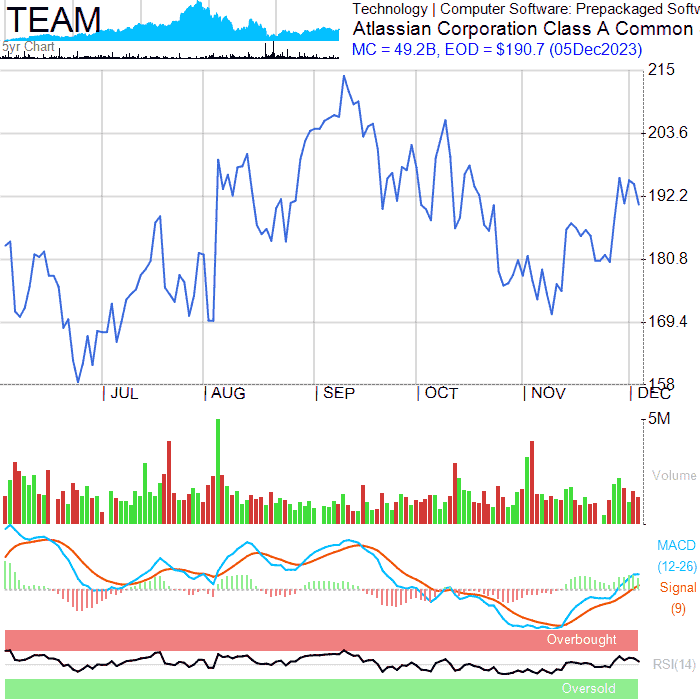 TEAM
5yr Chart
Technology | Computer Software: Prepackaged Softw
Atlassian Corporation Class A Common
MC = 49.2B, EOD = $190.7 (05Dec2023)
215
203.6
192.2
180.8
169.4
158
JUL AUG SEP OCT NOV DEC
5M
Volume
MACD
(12-26)
Signal
(9)
Overbought
RSI(14)
Oversold